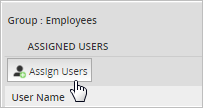 Group : Employees
ASSIGNED USERS
Assign Users
User Name